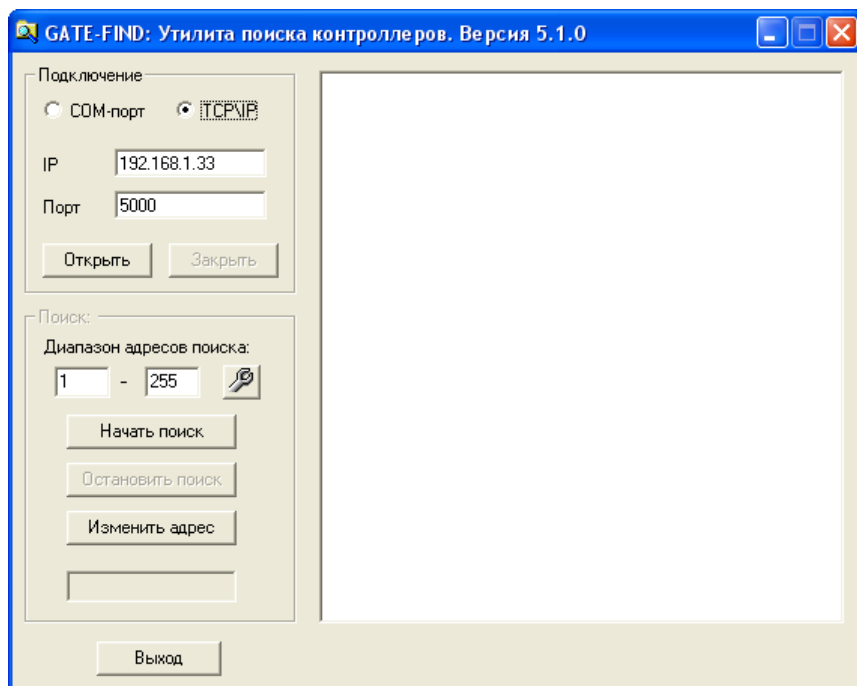 GATE-FIND: Утилита поиска контроллеров. Версия 5.1.0
Подключение
COM-порт TCP\IP
IP 192.168.1.33
Порт 5000
Открыть Закрыть
Поиск:
Диапазон адресов поиска:
1 - 255
Начать поиск
Остановить поиск
Изменить адрес
Выход